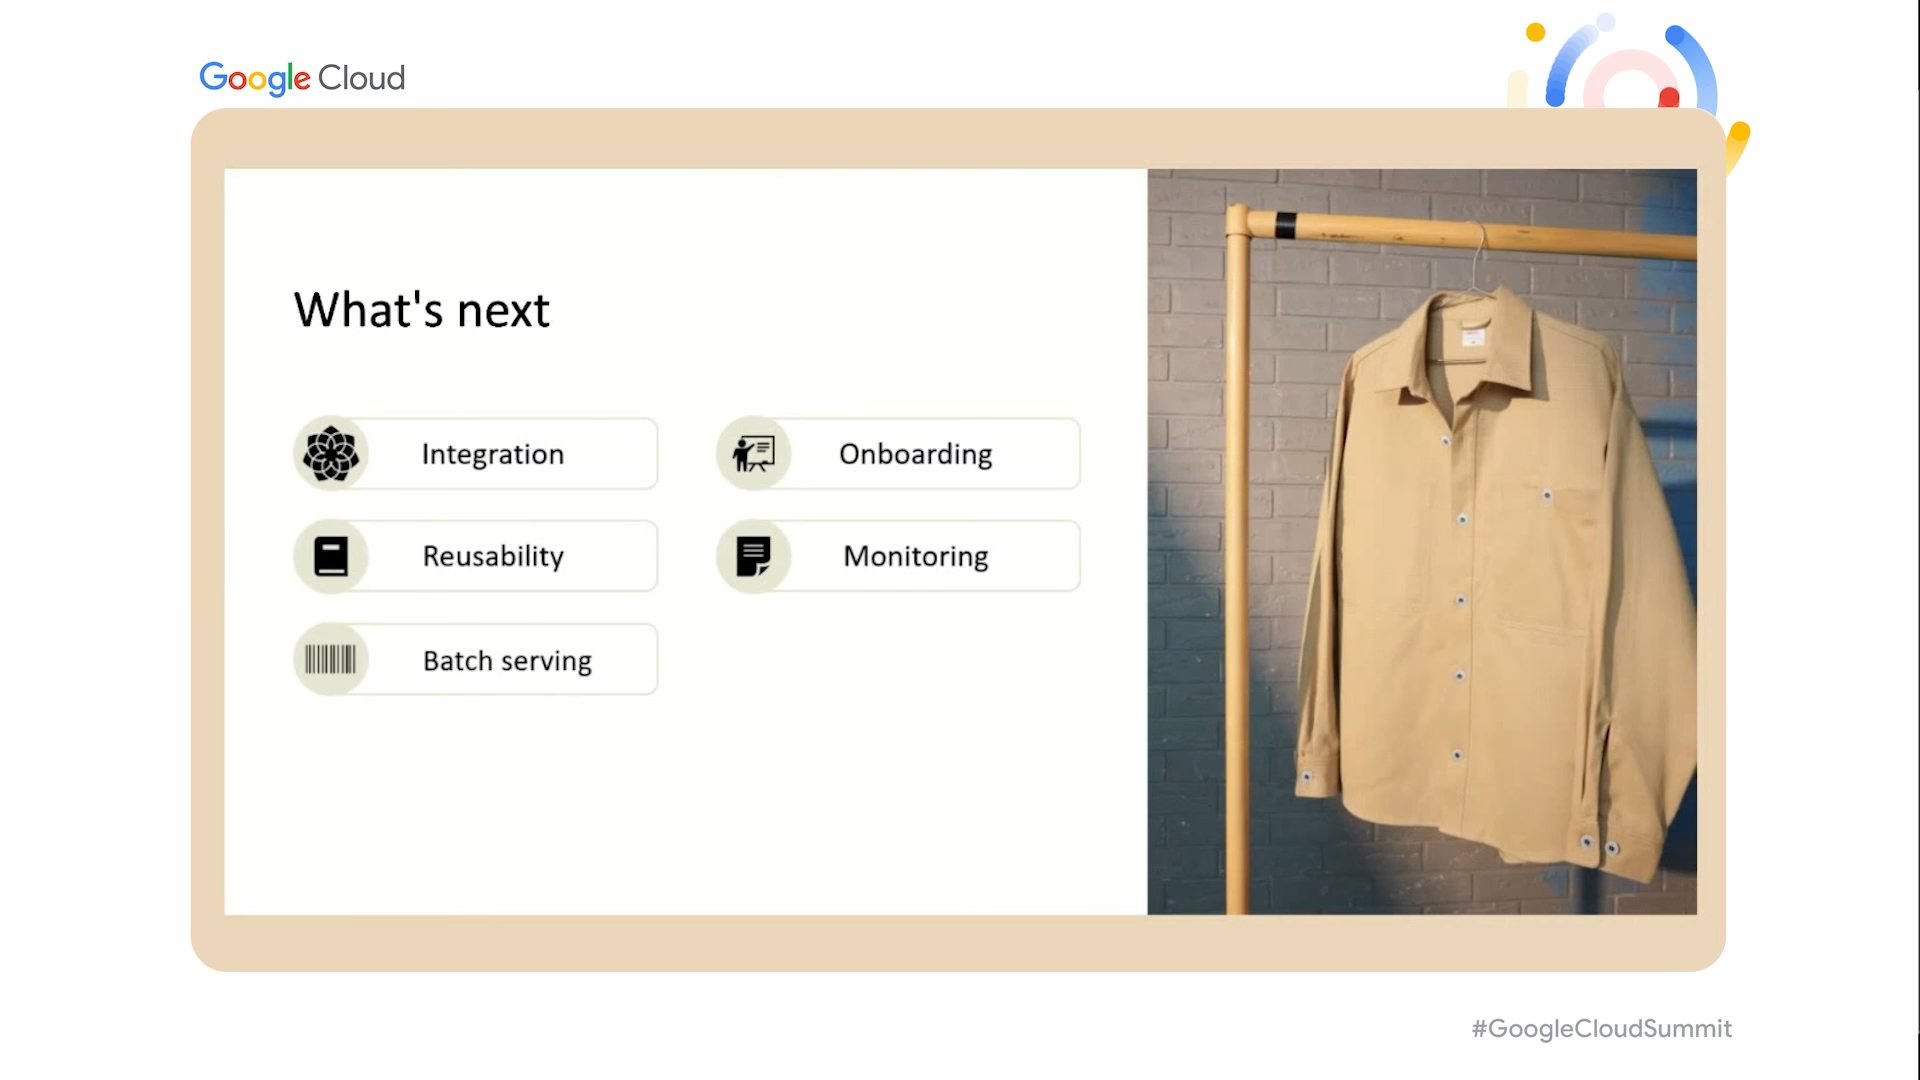 Google Cloud
What's next
Integration
Onboarding
Reusability
Monitoring
Batch serving
#GoogleCloudSummit